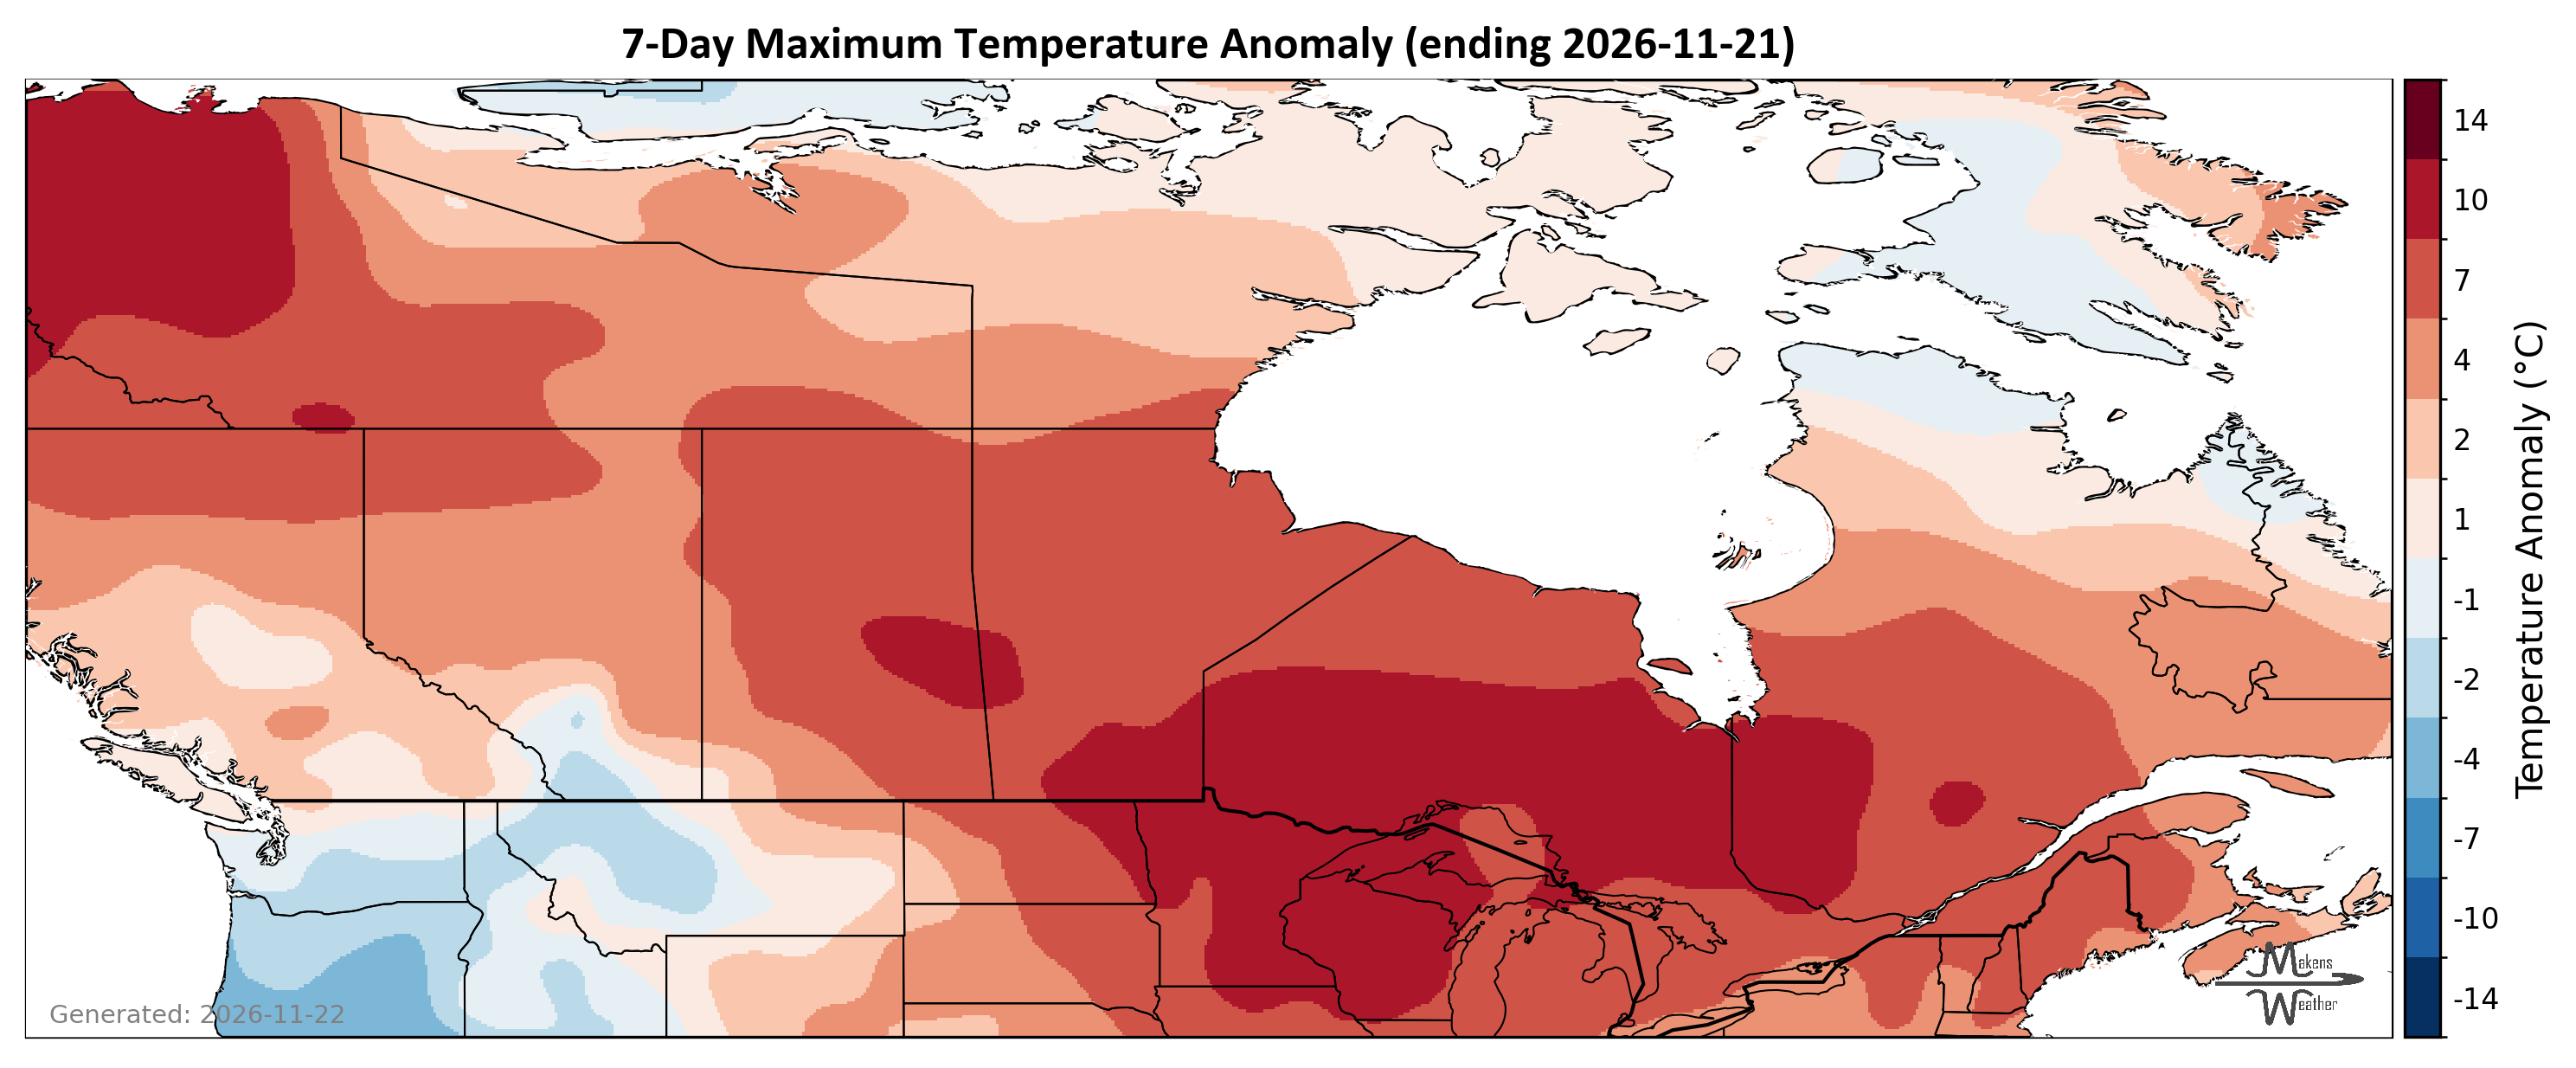 7-Day Maximum Temperature Anomaly (ending 2026-11-21)
14
10
7
4
2
1
-1
-2
-4
-7
-10
-14
Temperature Anomaly (°C)
Generated: 2026-11-22
Makens
Weather